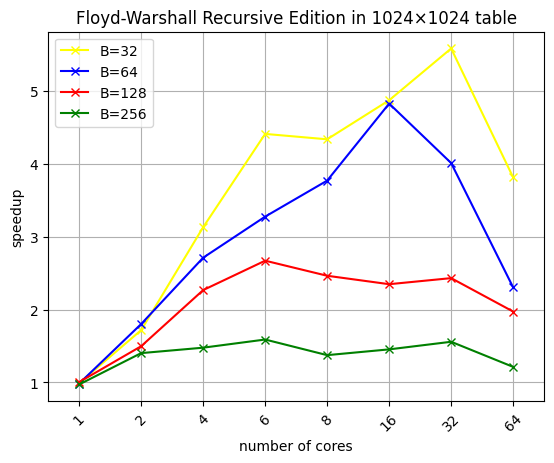 Floyd-Warshall Recursive Edition in 1024×1024 table
B=32
B=64
B=128
B=256
5
4
3
2
1
speedup
1 2 4 6 8 16 32 64
number of cores